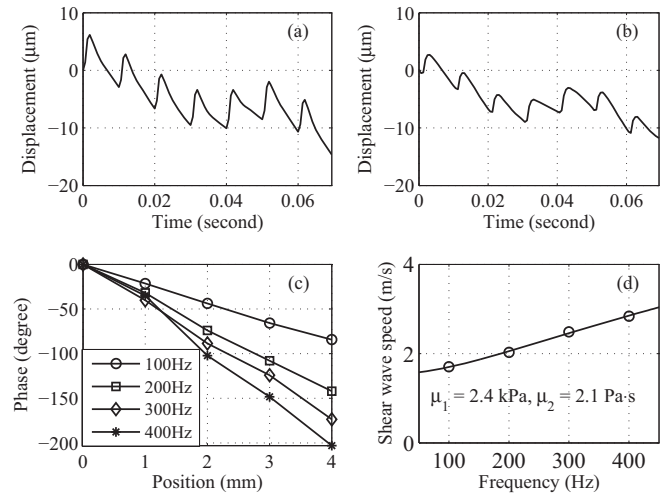 Displacement (μm)
10
0
−10
−20
(a)
0
0.02
0.04
0.06
Time (second)
Displacement (μm)
10
0
−10
−20
(b)
0
0.02
0.04
0.06
Time (second)
Phase (degree)
0
−50
−100
−150
−200
(c)
100Hz
200Hz
300Hz
400Hz
0
1
2
3
4
Position (mm)
Shear wave speed (m/s)
4
2
0
(d)
μ1 = 2.4 kPa, μ2 = 2.1 Pa·s
100
200
300
400
Frequency (Hz)